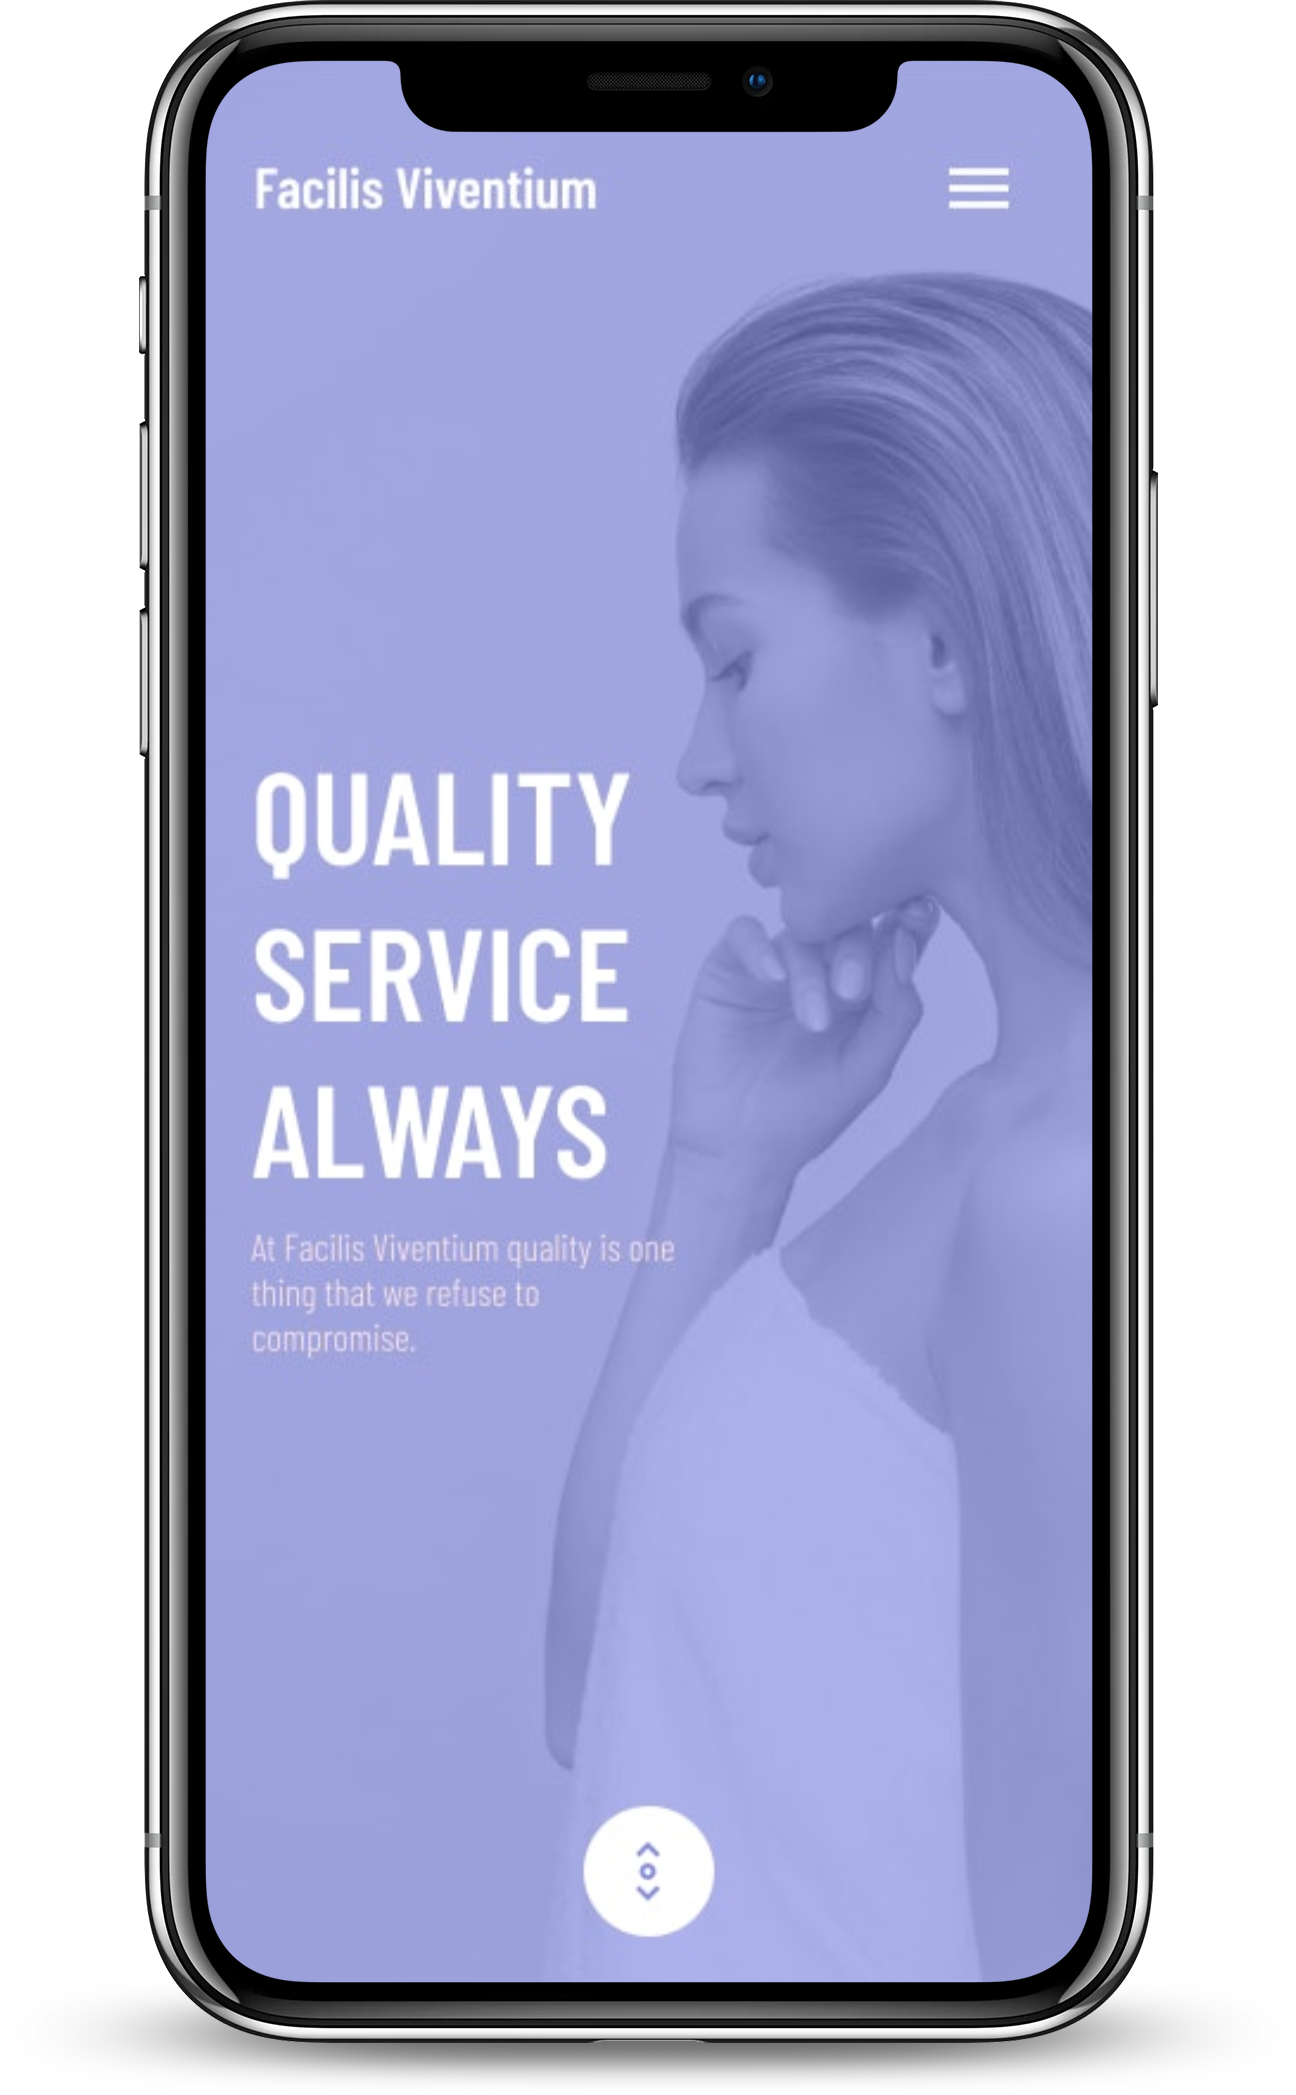 Facilis Viventium
QUALITY
SERVICE
ALWAYS
At Facilis Viventium quality is one
thing that we refuse to
compromise.